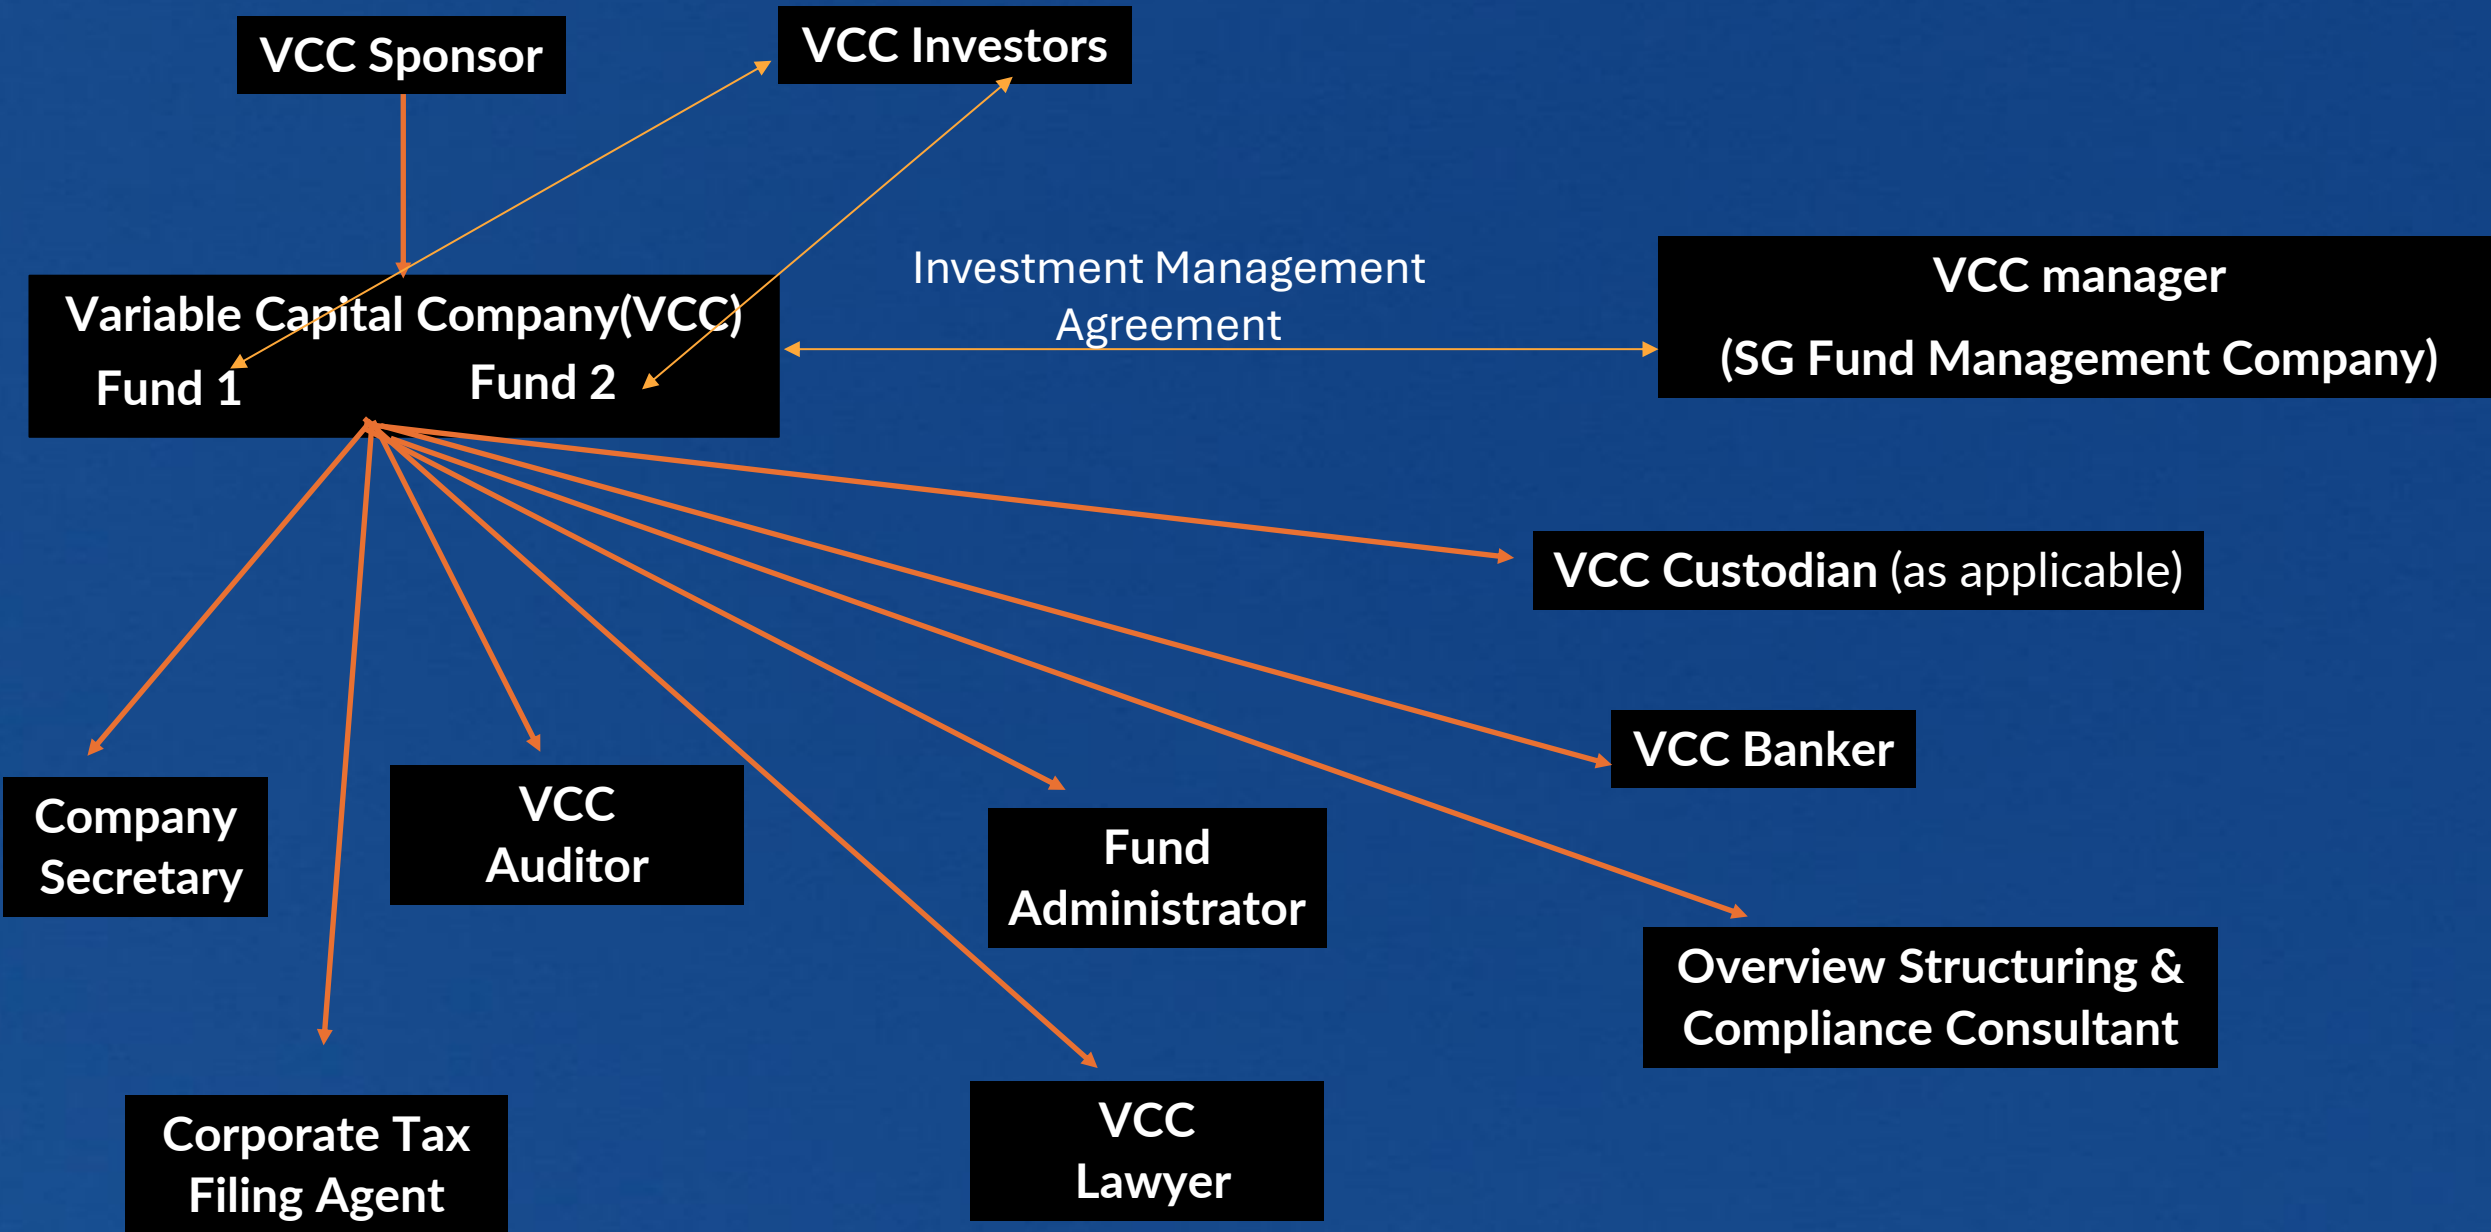 VCC Sponsor
VCC Investors
Variable Capital Company(VCC)
Fund 1
Fund 2
Investment Management
Agreement
VCC manager
(SG Fund Management Company)
VCC Custodian (as applicable)
VCC Banker
Company
Secretary
VCC
Auditor
Fund
Administrator
Overview Structuring &
Compliance Consultant
Corporate Tax
Filing Agent
VCC
Lawyer